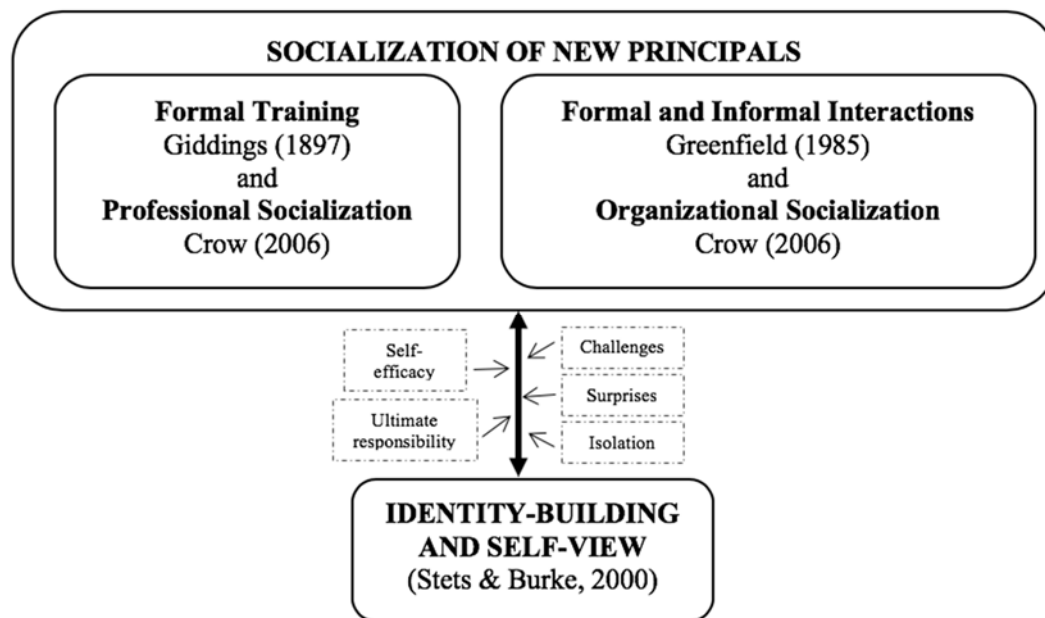 SOCIALIZATION OF NEW PRINCIPALS
Formal Training
Giddings (1897)
and
Professional Socialization
Crow (2006)
Formal and Informal Interactions
Greenfield (1985)
and
Organizational Socialization
Crow (2006)
Self-
efficacy
Ultimate
responsibility
Challenges
Surprises
Isolation
IDENTITY-BUILDING
AND SELF-VIEW
(Stets & Burke, 2000)